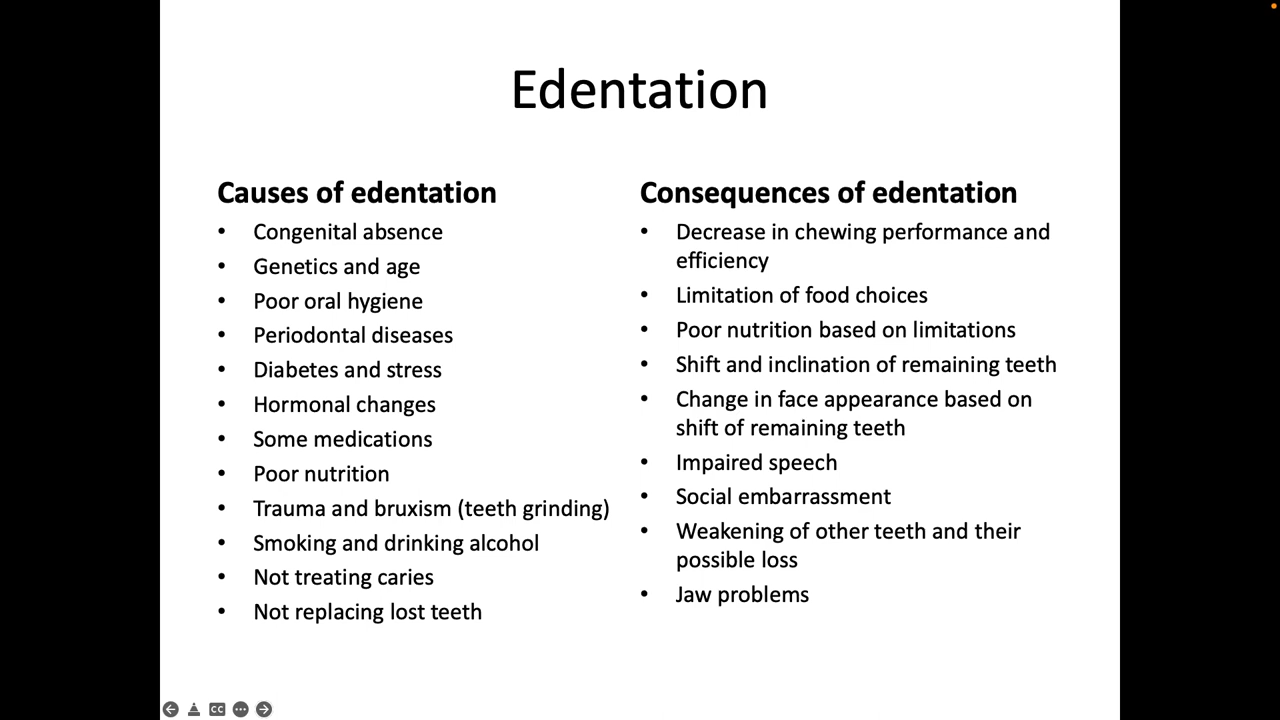 Edentation
Causes of edentation
• Congenital absence
• Genetics and age
• Poor oral hygiene
• Periodontal diseases
• Diabetes and stress
• Hormonal changes
• Some medications
• Poor nutrition
• Trauma and bruxism (teeth grinding)
• Smoking and drinking alcohol
• Not treating caries
• Not replacing lost teeth
Consequences of edentation
• Decrease in chewing performance and
efficiency
• Limitation of food choices
• Poor nutrition based on limitations
• Shift and inclination of remaining teeth
• Change in face appearance based on
shift of remaining teeth
• Impaired speech
• Social embarrassment
• Weakening of other teeth and their
possible loss
• Jaw problems
CC